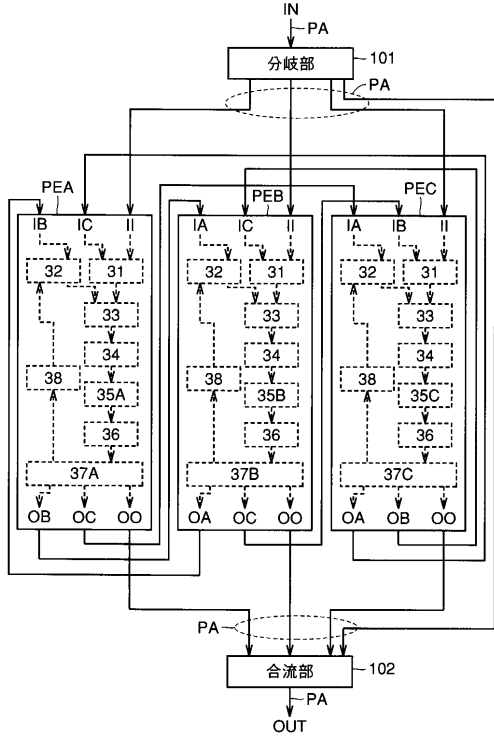 IN
PA
分岐部 101
PA
PEA PEB PEC
IB IC II IA IC II IA IB II
32 31 32 31 32 31
33 33 33
34 34 34
38 35A 38 35B 38 35C
36 36 36
37A 37B 37C
OB OC OO OA OC OO OA OB OO
PA
合流部 102
PA
OUT